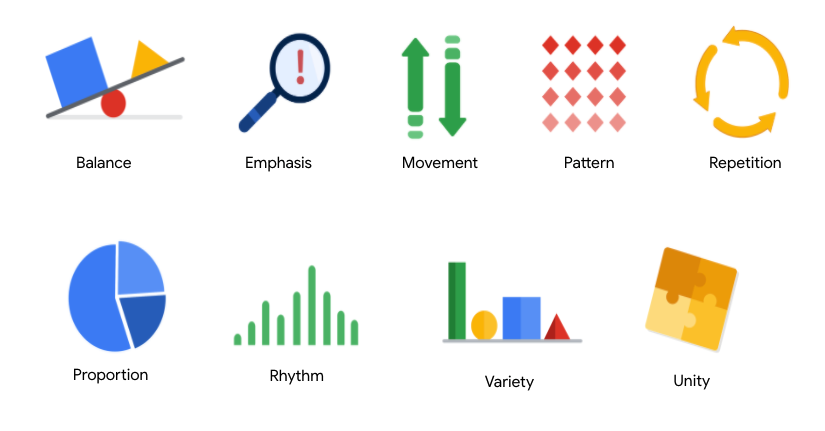 Balance
Emphasis
Movement
Pattern
Repetition
Proportion
Rhythm
Variety
Unity